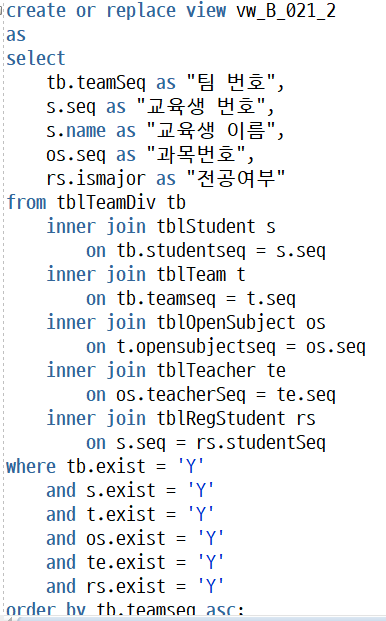 create or replace view vw_B_021_2
as
select
    tb.teamSeq as "팀 번호",
    s.seq as "교육생 번호",
    s.name as "교육생 이름",
    os.seq as "과목번호",
    rs.ismajor as "전공여부"
from tblTeamDiv tb
    inner join tblStudent s
        on tb.studentseq = s.seq
    inner join tblTeam t
        on tb.teamseq = t.seq
    inner join tblOpenSubject os
        on t.opensubjectseq = os.seq
    inner join tblTeacher te
        on os.teacherSeq = te.seq
    inner join tblRegStudent rs
        on s.seq = rs.studentSeq
where tb.exist = 'Y'
    and s.exist = 'Y'
    and t.exist = 'Y'
    and os.exist = 'Y'
    and te.exist = 'Y'
    and rs.exist = 'Y'
order by tb.teamseq asc;